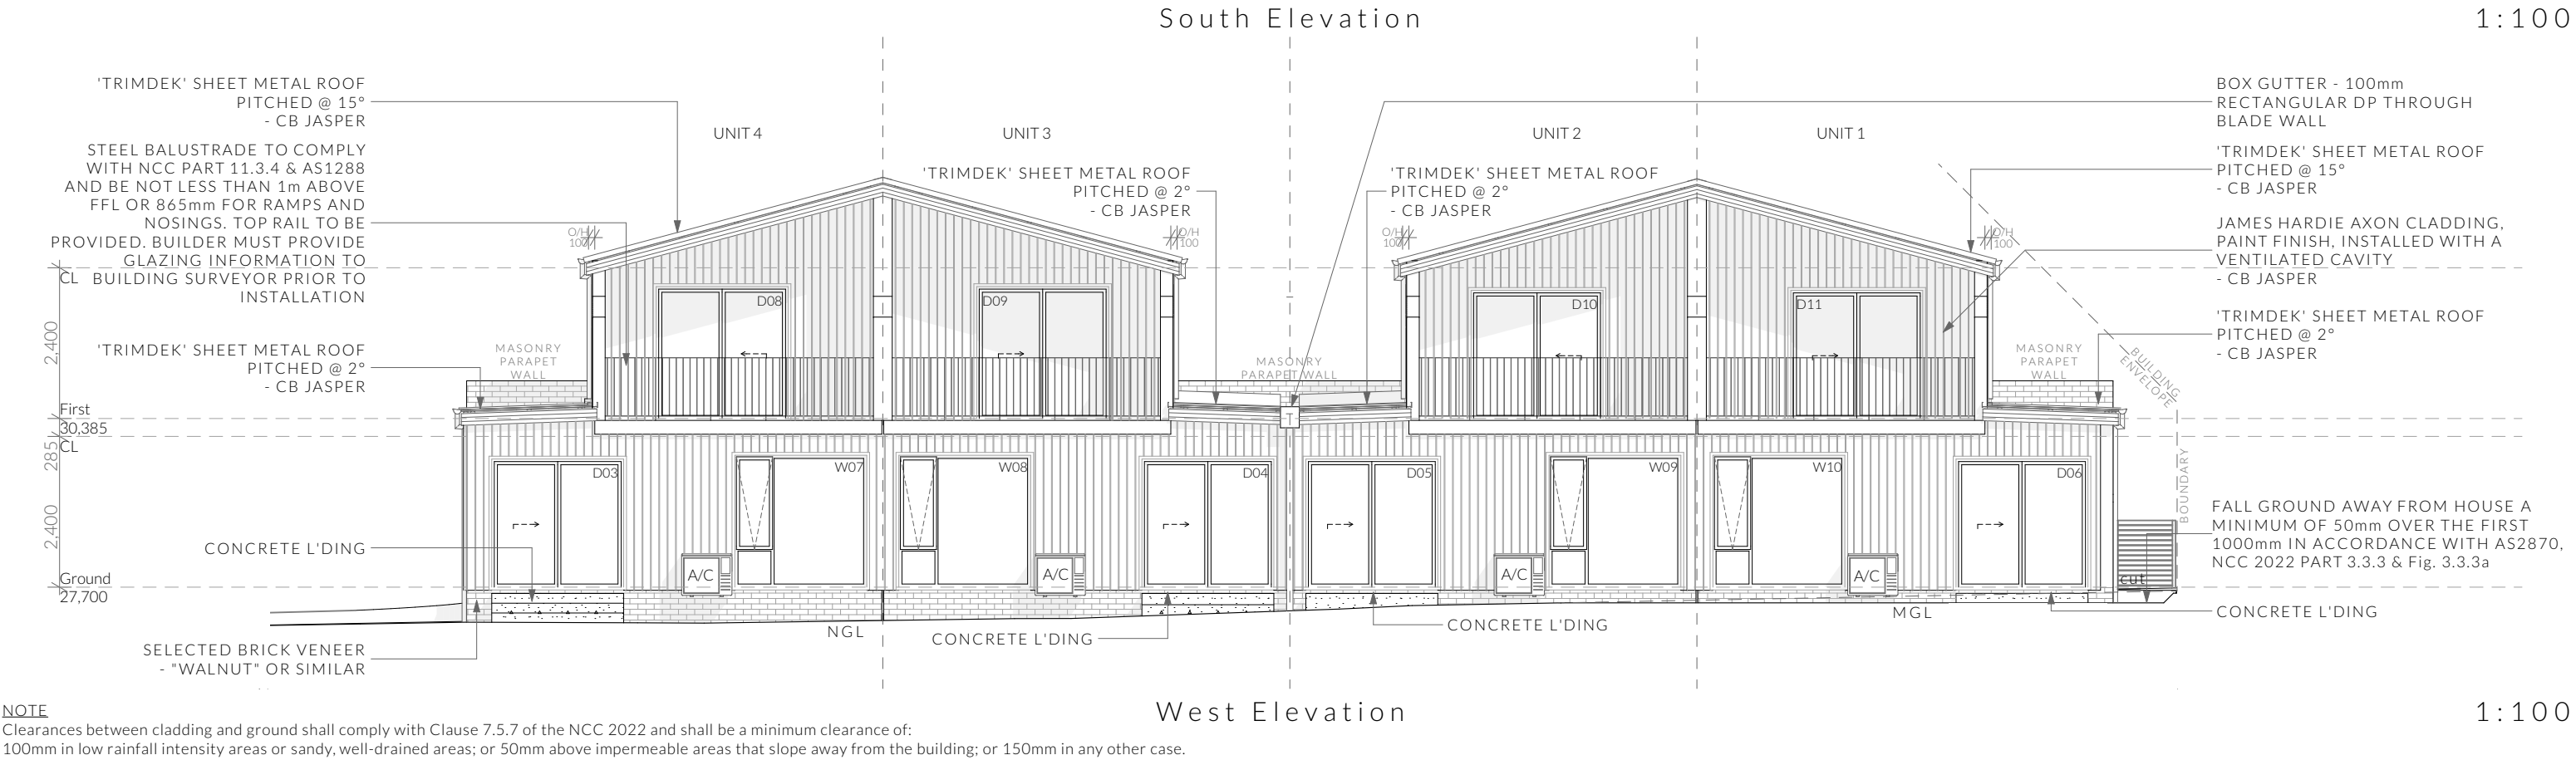 South Elevation
1:100
'TRIMDEK' SHEET METAL ROOF
PITCHED @ 15°
- CB JASPER
STEEL BALUSTRADE TO COMPLY
WITH NCC PART 11.3.4 & AS1288
AND BE NOT LESS THAN 1m ABOVE
FFL OR 865mm FOR RAMPS AND
NOSINGS. TOP RAIL TO BE
PROVIDED. BUILDER MUST PROVIDE
GLAZING INFORMATION TO
BUILDING SURVEYOR PRIOR TO
INSTALLATION
'TRIMDEK' SHEET METAL ROOF
PITCHED @ 2°
- CB JASPER
CL
2,400
First
30,385
285
CL
2,400
Ground
27,700
CONCRETE L'DING
SELECTED BRICK VENEER
- "WALNUT" OR SIMILAR
UNIT 4
UNIT 3
UNIT 2
UNIT 1
'TRIMDEK' SHEET METAL ROOF
PITCHED @ 2°
- CB JASPER
'TRIMDEK' SHEET METAL ROOF
PITCHED @ 2°
- CB JASPER
O/H
100
O/H
100
O/H
100
O/H
100
D08
D09
D10
D11
MASONRY
PARAPET
WALL
MASONRY
PARAPET WALL
MASONRY
PARAPET
WALL
T
D03
W07
W08
D04
D05
W09
W10
D06
A/C
A/C
A/C
A/C
NGL
CONCRETE L'DING
CONCRETE L'DING
MGL
cut
BUILDING
ENVELOPE
BOUNDARY
BOX GUTTER - 100mm
RECTANGULAR DP THROUGH
BLADE WALL
'TRIMDEK' SHEET METAL ROOF
PITCHED @ 15°
- CB JASPER
JAMES HARDIE AXON CLADDING,
PAINT FINISH, INSTALLED WITH A
VENTILATED CAVITY
- CB JASPER
'TRIMDEK' SHEET METAL ROOF
PITCHED @ 2°
- CB JASPER
FALL GROUND AWAY FROM HOUSE A
MINIMUM OF 50mm OVER THE FIRST
1000mm IN ACCORDANCE WITH AS2870,
NCC 2022 PART 3.3.3 & Fig. 3.3.3a
CONCRETE L'DING
West Elevation
1:100
NOTE
Clearances between cladding and ground shall comply with Clause 7.5.7 of the NCC 2022 and shall be a minimum clearance of:
100mm in low rainfall intensity areas or sandy, well-drained areas; or 50mm above impermeable areas that slope away from the building; or 150mm in any other case.